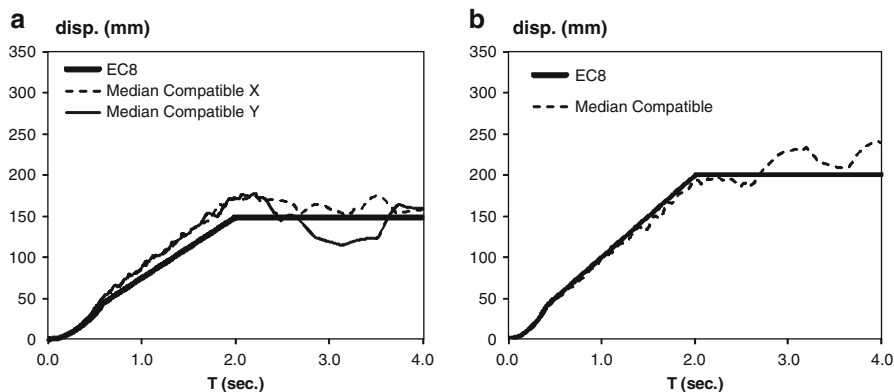 a
disp. (mm)
350
300
250
200
150
100
50
0
EC8
Median Compatible X
Median Compatible Y
0.0 1.0 2.0 3.0 4.0
T (sec.)
b
disp. (mm)
350
300
250
200
150
100
50
0
EC8
Median Compatible
0.0 1.0 2.0 3.0 4.0
T (sec.)